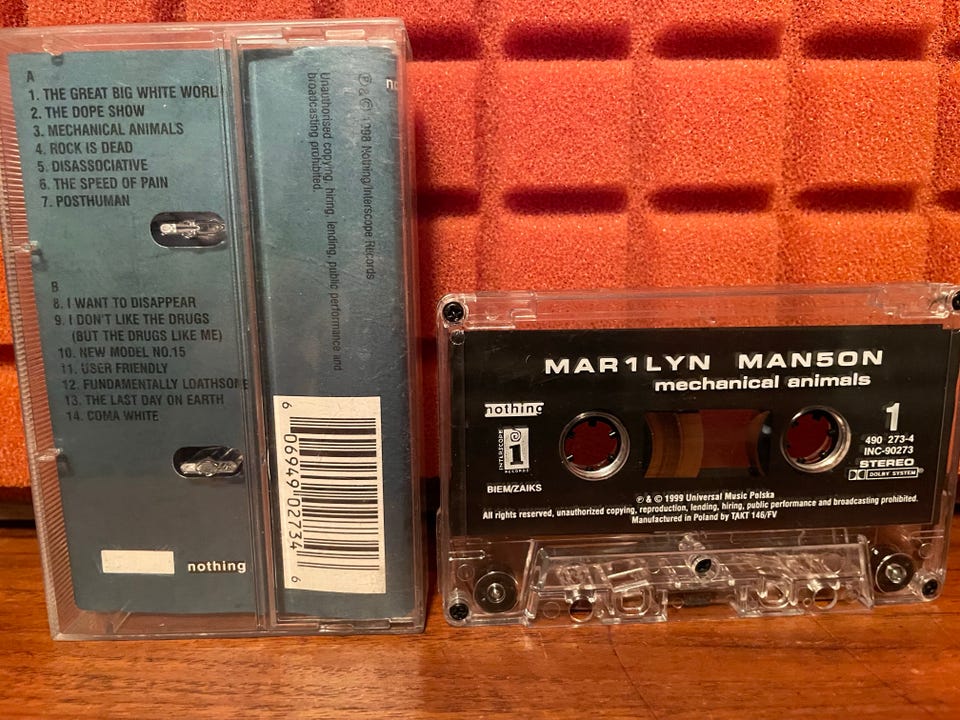 A
1. THE GREAT BIG WHITE WORL
2. THE DOPE SHOW
3. MECHANICAL ANIMALS
4. ROCK IS DEAD
5. DISASSOCIATIVE
6. THE SPEED OF PAIN
7. POSTHUMAN
B
8. I WANT TO DISAPPEAR
9. I DON'T LIKE THE DRUGS
(BUT THE DRUGS LIKE ME)
10. NEW MODEL NO.15
11. USER FRIENDLY
12. FUNDAMENTALLY LOATHSOME
13. THE LAST DAY ON EARTH
14. COMA WHITE
nothing
℗ & © 1998 Nothing/Interscope Records
Unauthorised copying, hiring, lending, public performance and
broadcasting prohibited.
6 06949 02734 6
MAR1LYN MAN5ON
mechanical animals
nothing
INTERSCOPE
i
RECORDS
BIEM/ZAIKS
1
490 273-4
INC-90273
STEREO
DOLBY SYSTEM
℗ & © 1999 Universal Music Polska
All rights reserved, unauthorized copying, reproduction, lending, hiring, public performance and broadcasting prohibited.
Manufactured in Poland by TAKT 146/FV